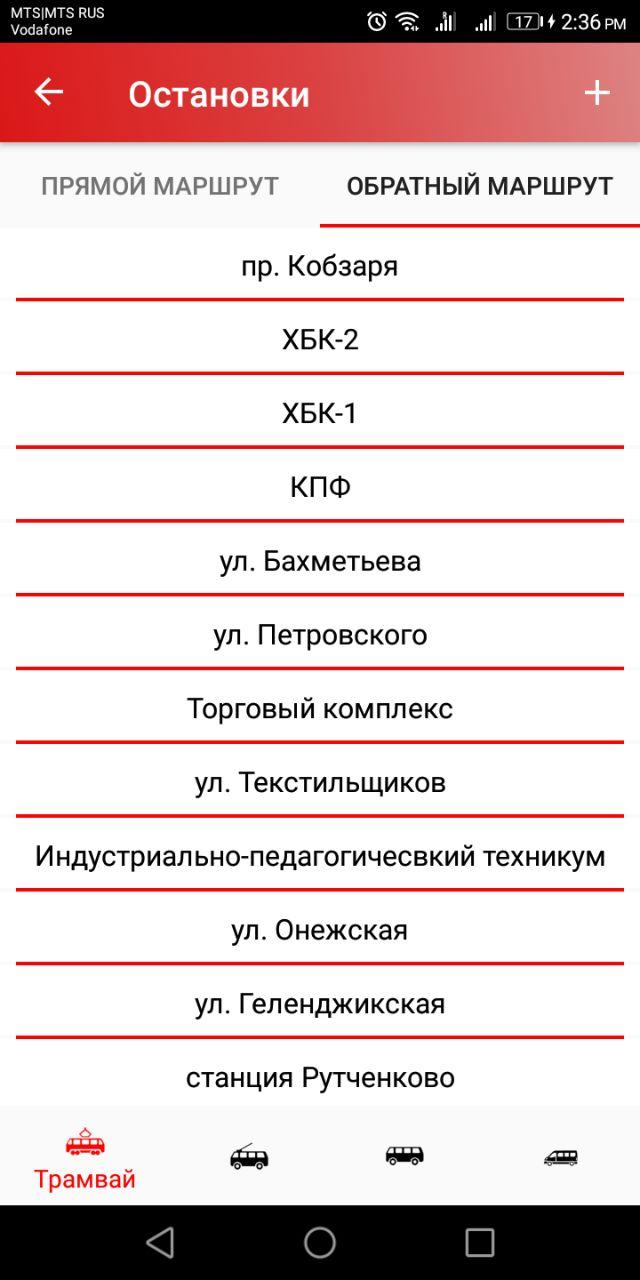 MTS|MTS RUS
Vodafone
17 2:36 PM
Остановки
ПРЯМОЙ МАРШРУТ ОБРАТНЫЙ МАРШРУТ
пр. Кобзаря
ХБК-2
ХБК-1
КПФ
ул. Бахметьева
ул. Петровского
Торговый комплекс
ул. Текстильщиков
Индустриально-педагогичесвкий техникум
ул. Онежская
ул. Геленджикская
станция Рутченково
Трамвай